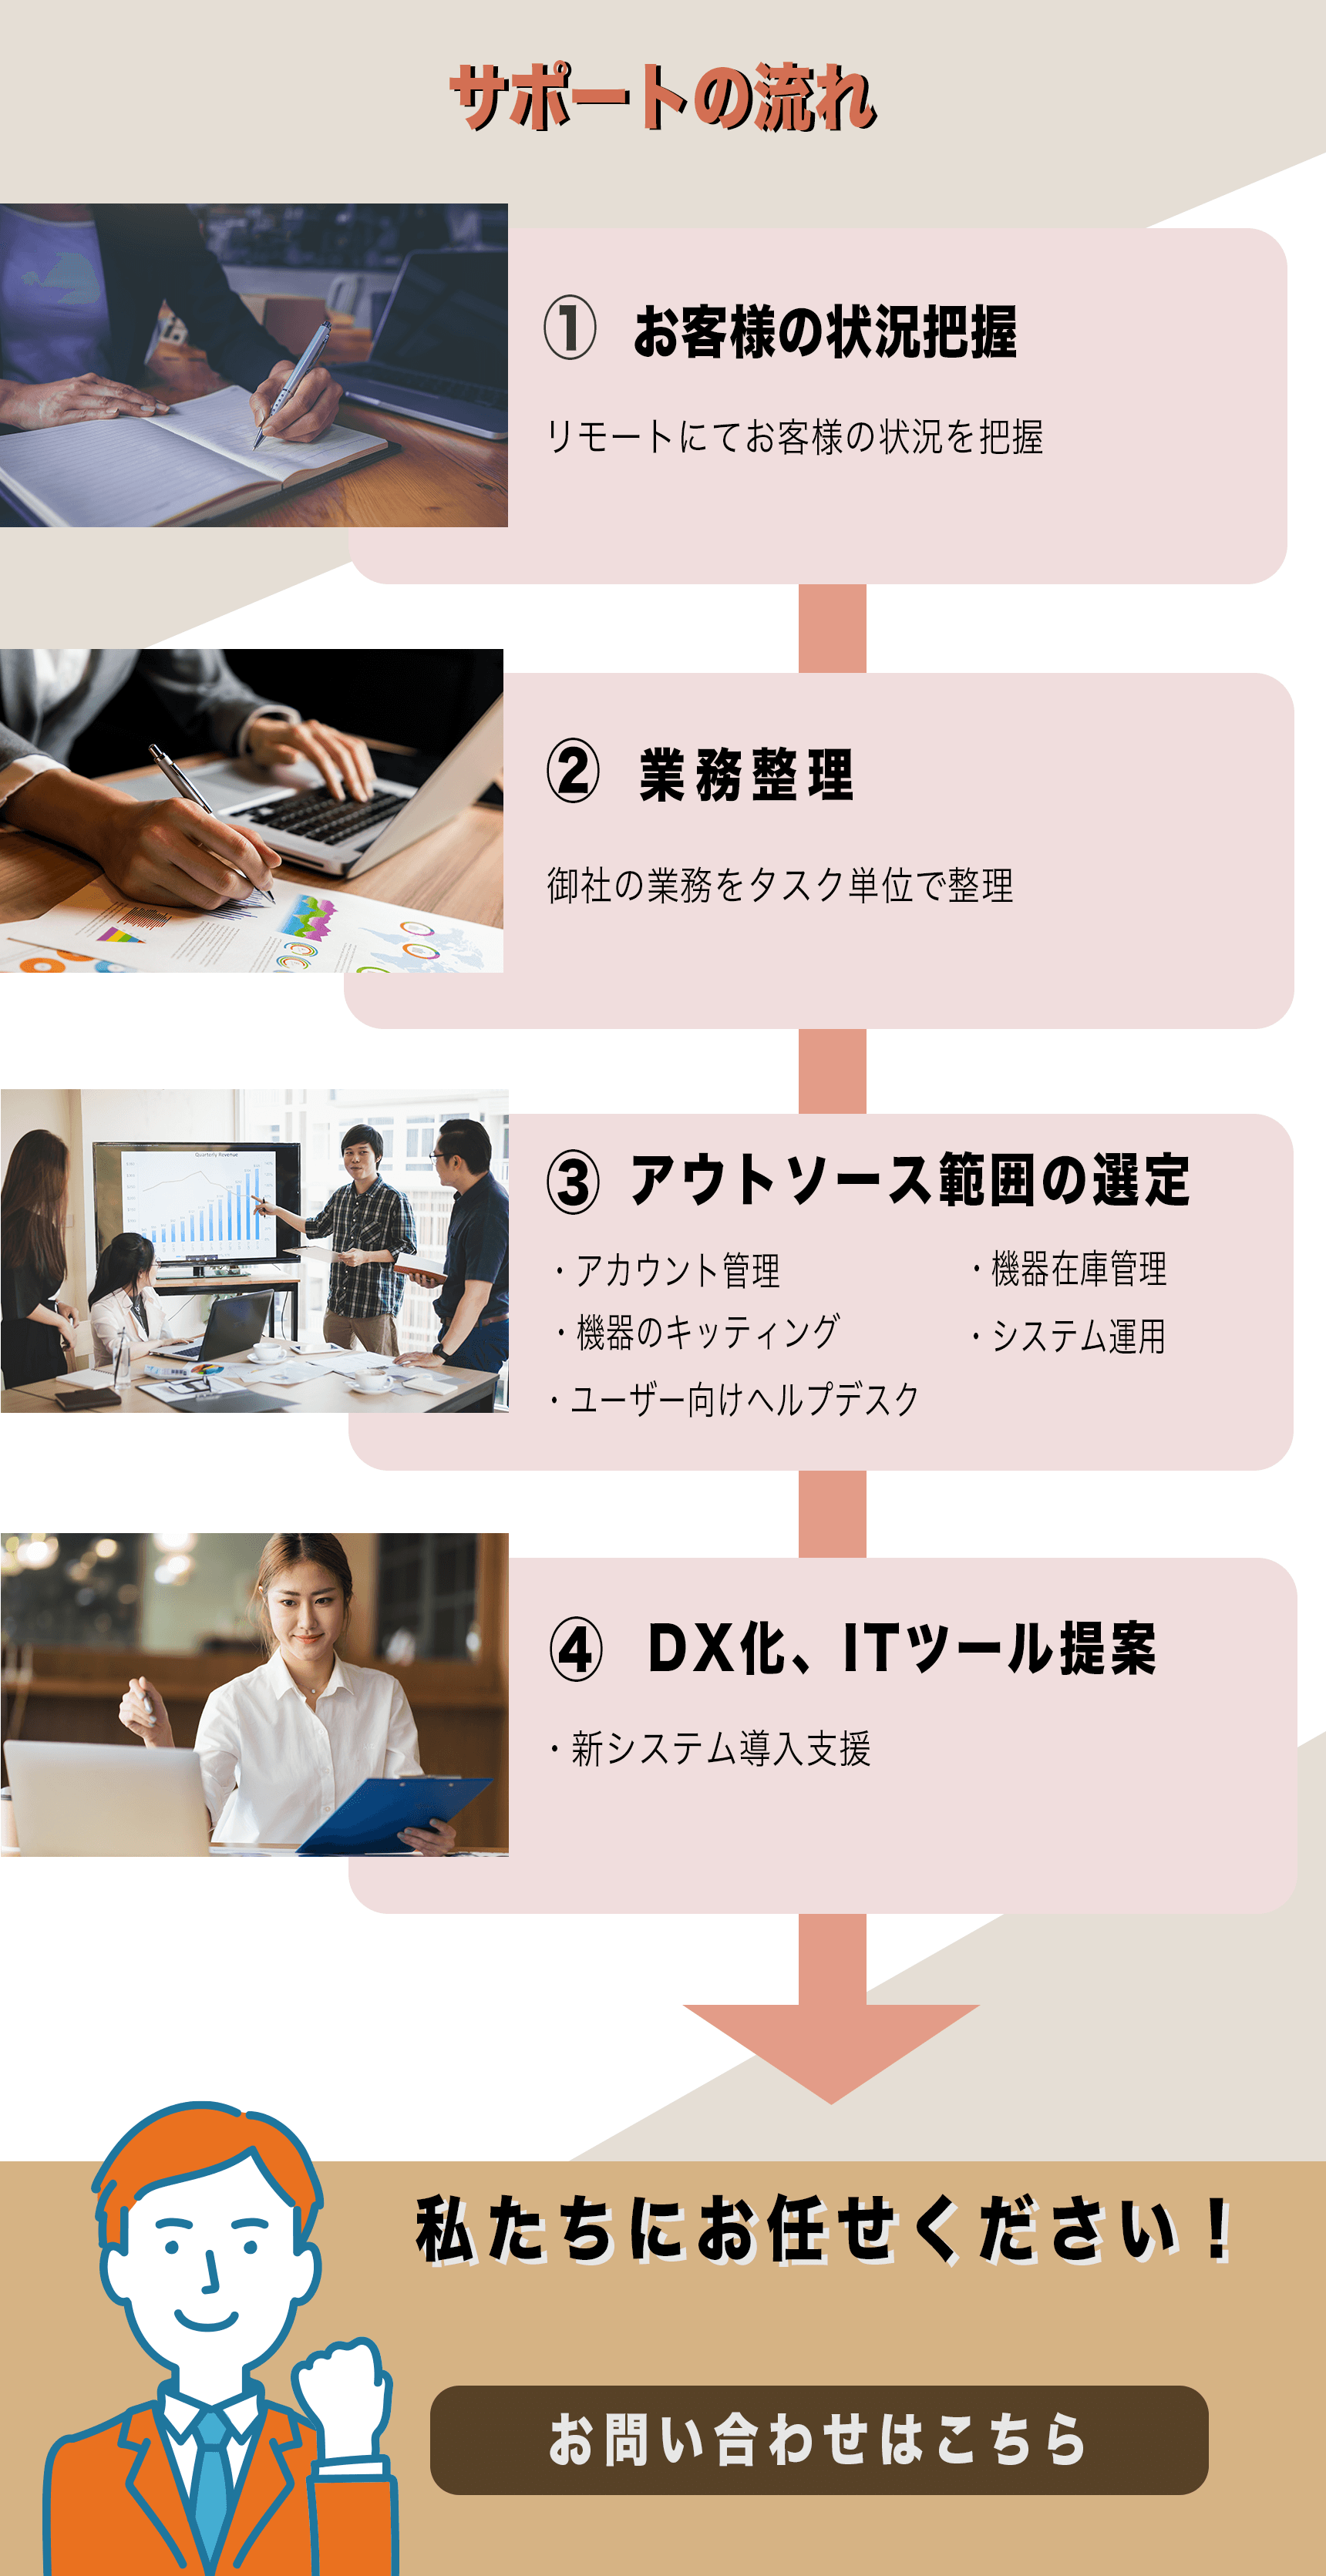 サポートの流れ
① お客様の状況把握
リモートにてお客様の状況を把握
② 業務整理
御社の業務をタスク単位で整理
Quarterly Revenue
③ アウトソース範囲の選定
・アカウント管理
・機器在庫管理
・機器のキッティング
・システム運用
・ユーザー向けヘルプデスク
④ DX化、ITツール提案
・新システム導入支援
私たちにお任せください！
お問い合わせはこちら